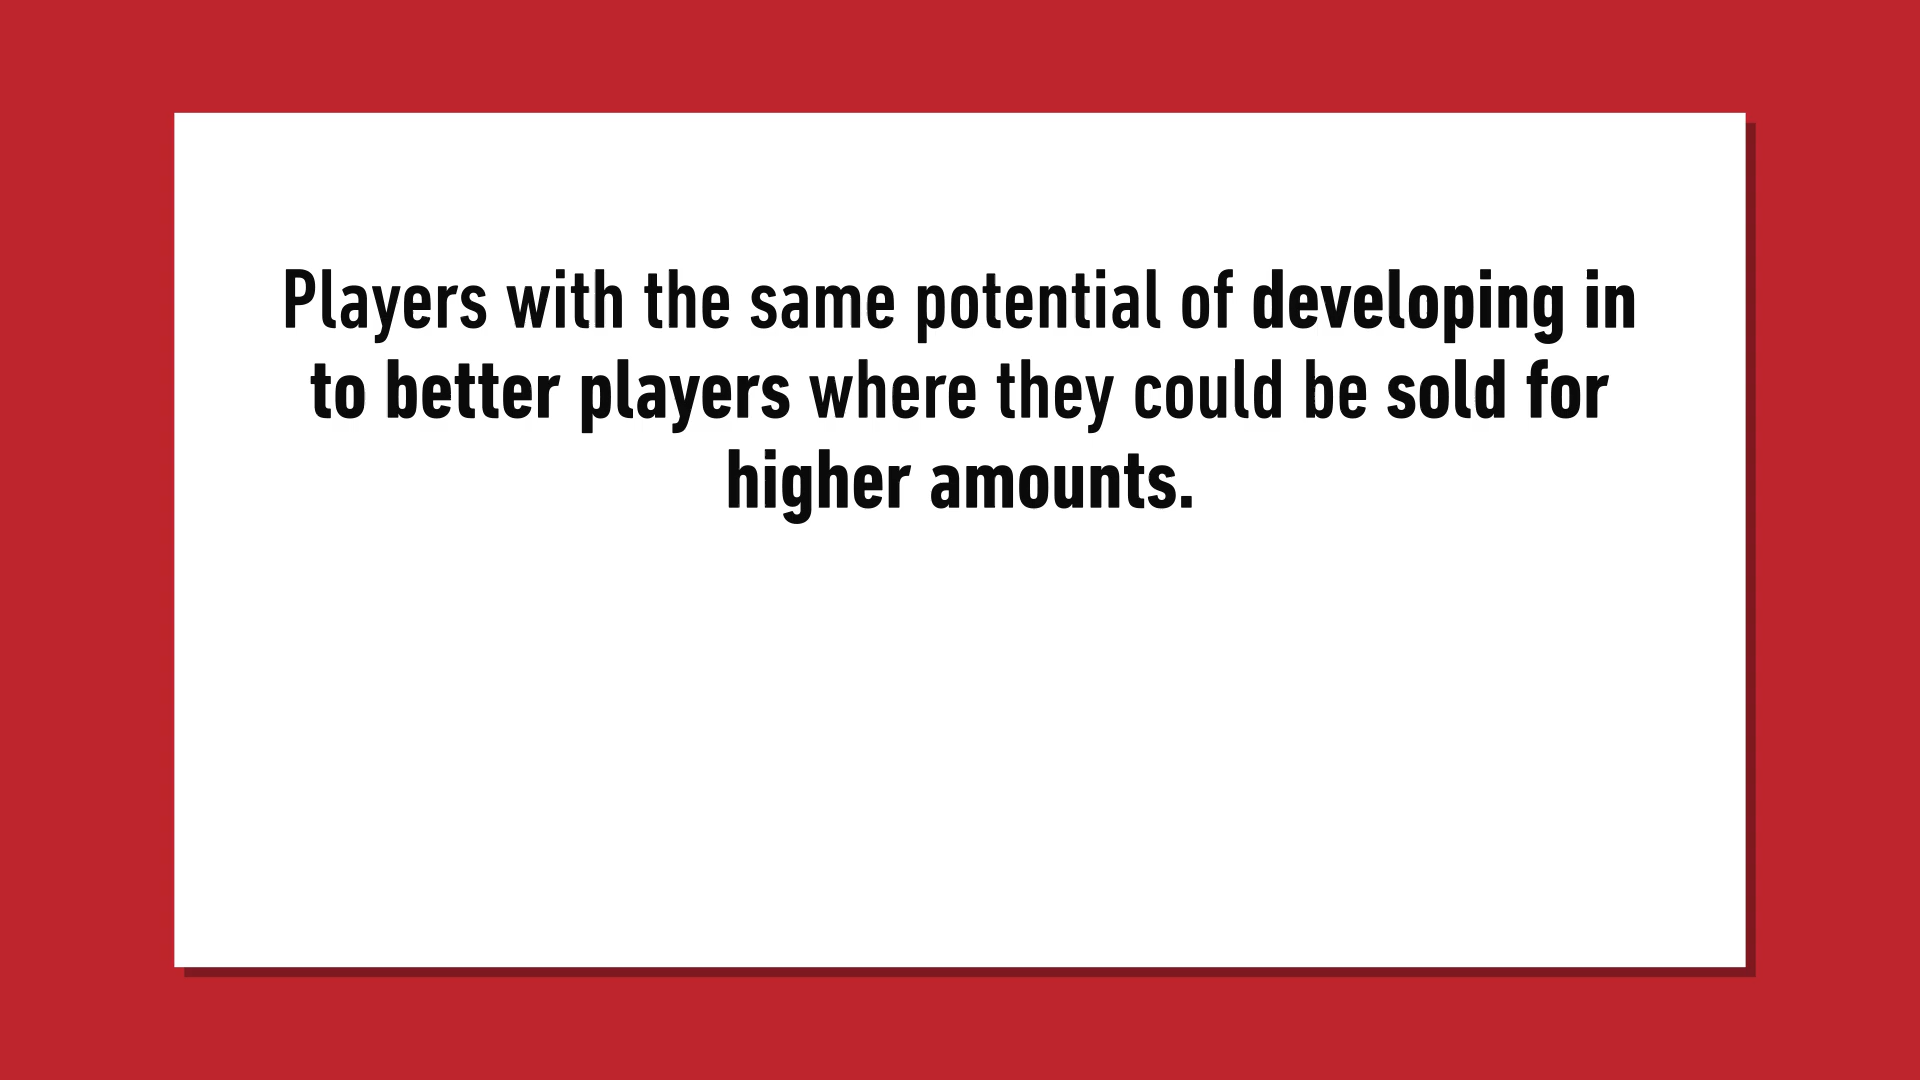 Players with the same potential of developing in
to better players where they could be sold for
higher amounts.